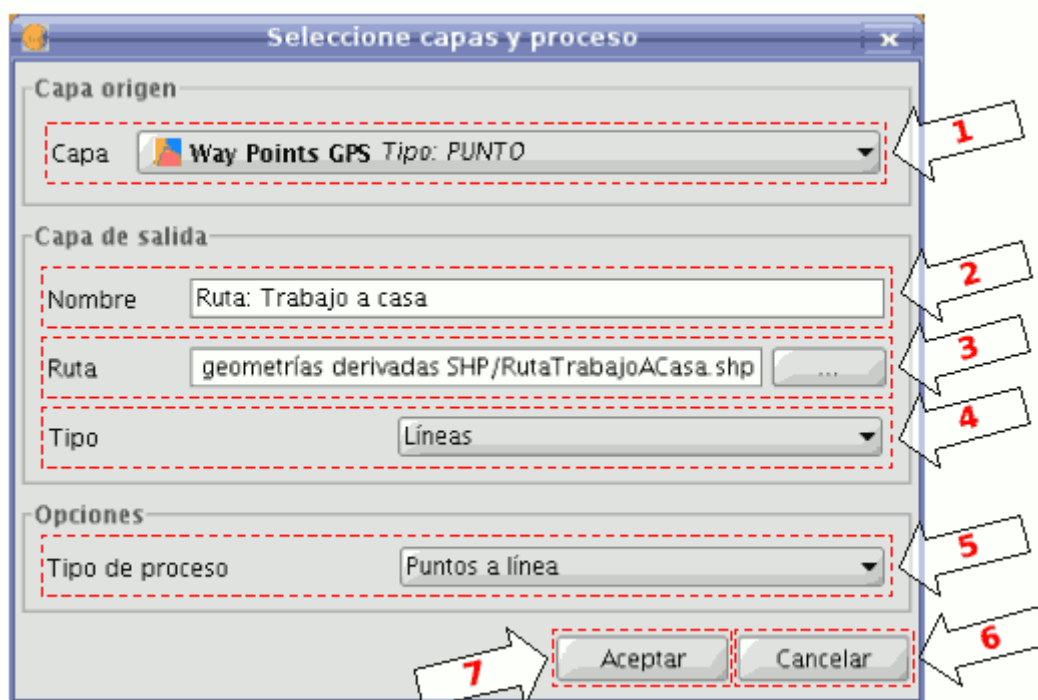 Seleccione capas y proceso
Capa origen
Capa Way Points GPS Tipo: PUNTO
1
Capa de salida
Nombre Ruta: Trabajo a casa
2
Ruta geometrías derivadas SHP/RutaTrabajoACasa.shp ...
3
Tipo Líneas
4
Opciones
Tipo de proceso Puntos a línea
5
Aceptar Cancelar
6
7